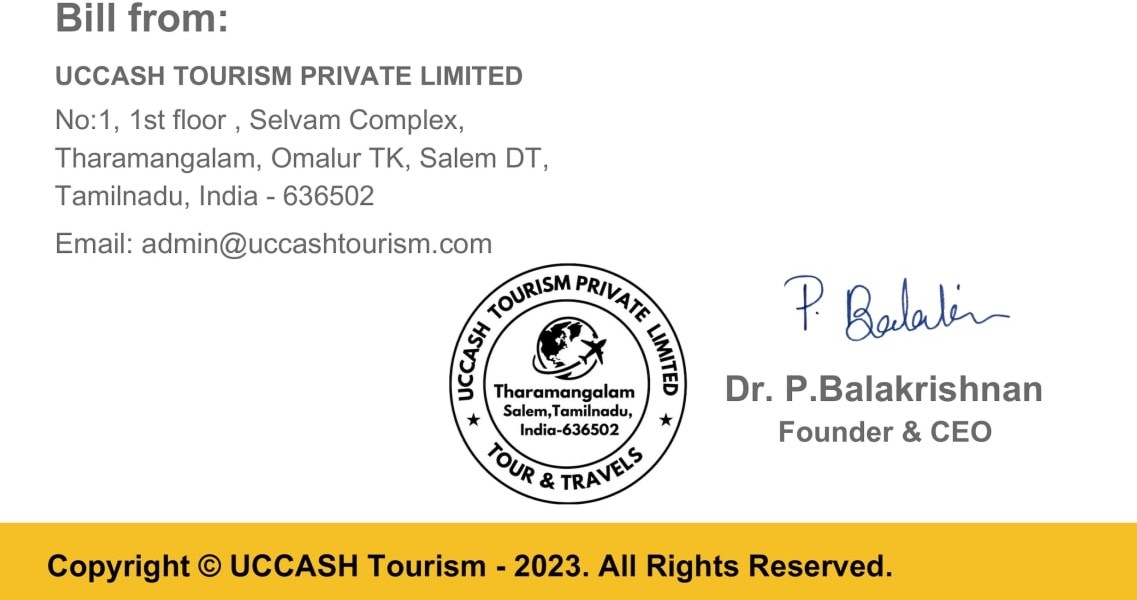 Bill from:
UCCASH TOURISM PRIVATE LIMITED
No:1, 1st floor , Selvam Complex,
Tharamangalam, Omalur TK, Salem DT,
Tamilnadu, India - 636502
Email: admin@uccashtourism.com
UCCASH TOURISM PRIVATE LIMITED
Tharamangalam
Salem,Tamilnadu,
India-636502
★ TOUR & TRAVELS ★
P.
Dr. P.Balakrishnan
Founder & CEO
Copyright © UCCASH Tourism - 2023. All Rights Reserved.